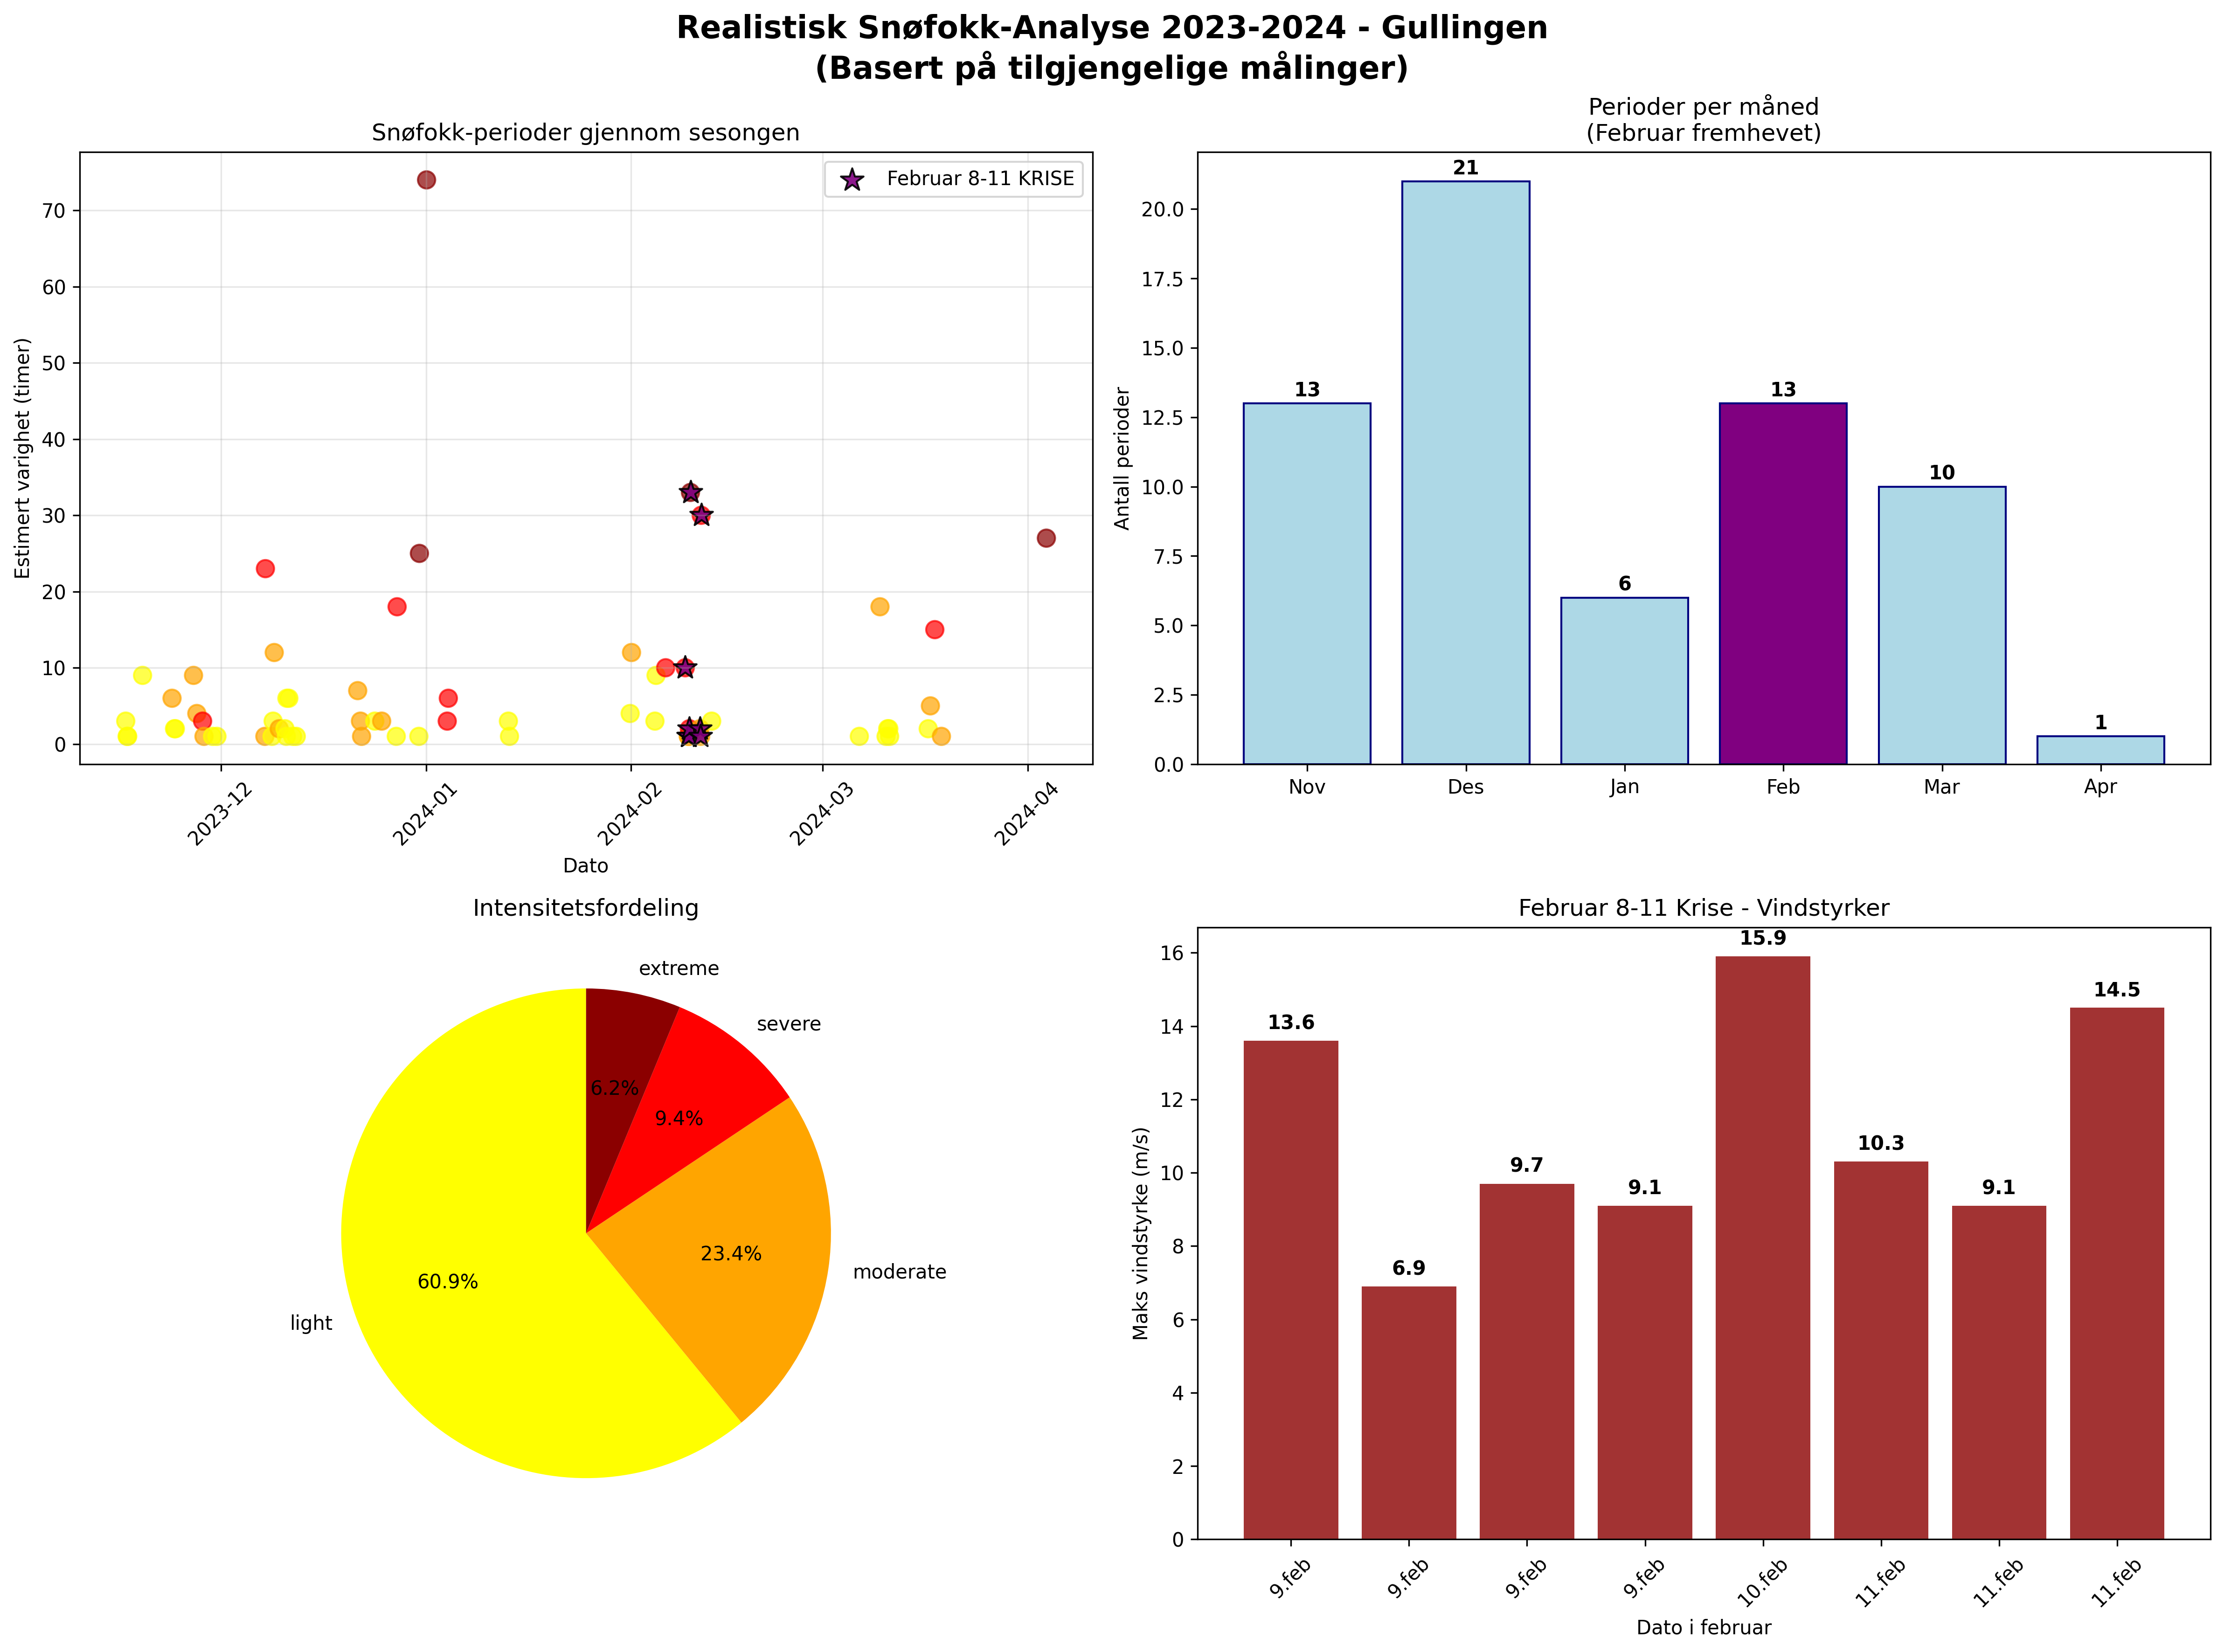 Realistisk Snøfokk-Analyse 2023-2024 - Gullingen
(Basert på tilgjengelige målinger)
Snøfokk-perioder gjennom sesongen
Februar 8-11 KRISE
Estimert varighet (timer)
70
60
50
40
30
20
10
0
2023-12
2024-01
2024-02
2024-03
2024-04
Dato
Perioder per måned
(Februar fremhevet)
Antall perioder
20.0
17.5
15.0
12.5
10.0
7.5
5.0
2.5
0.0
13
21
6
13
10
1
Nov
Des
Jan
Feb
Mar
Apr
Intensitetsfordeling
extreme
severe
moderate
light
6.2%
9.4%
23.4%
60.9%
Februar 8-11 Krise - Vindstyrker
Maks vindstyrke (m/s)
16
14
12
10
8
6
4
2
0
13.6
6.9
9.7
9.1
15.9
10.3
9.1
14.5
9.feb
9.feb
9.feb
9.feb
10.feb
11.feb
11.feb
11.feb
Dato i februar